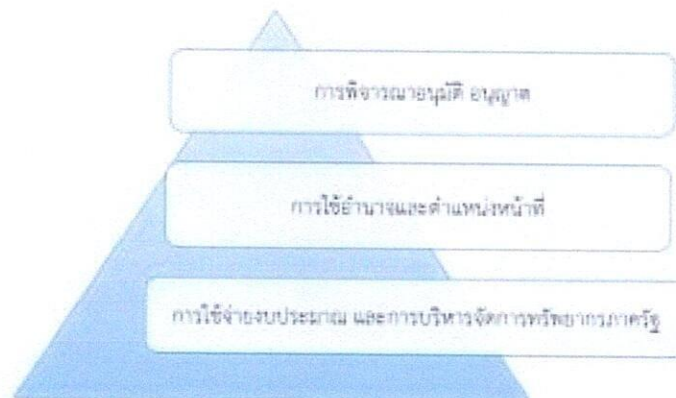 การพิจารณาอนุมัติ อนุญาต
การใช้อำนาจและตำแหน่งหน้าที่
การใช้จ่ายงบประมาณ และการบริหารจัดการทรัพยากรภาครัฐ